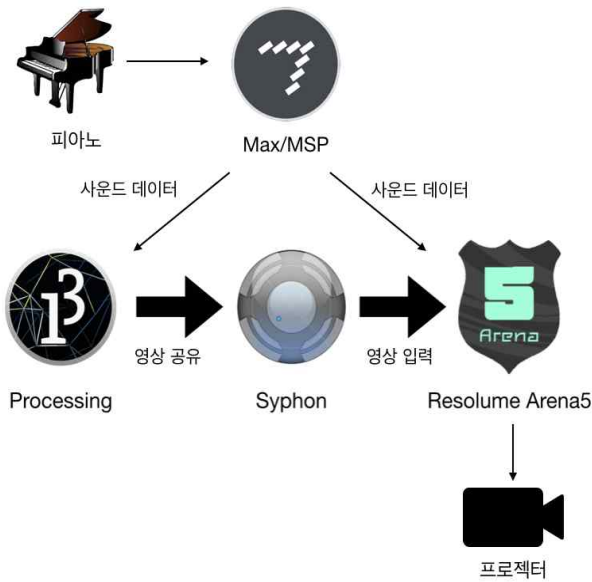 피아노
Max/MSP
사운드 데이터
사운드 데이터
영상 공유
영상 입력
5
Arena
Processing
Syphon
Resolume Arena5
프로젝터